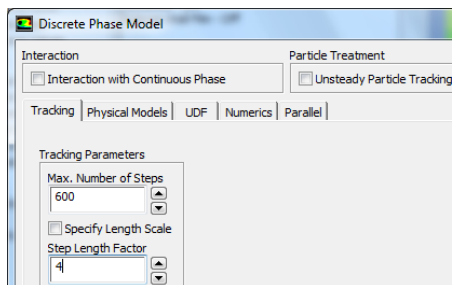 Discrete Phase Model
Interaction
Particle Treatment
Interaction with Continuous Phase
Unsteady Particle Tracking
Tracking Physical Models UDF Numerics Parallel
Tracking Parameters
Max. Number of Steps
600
Specify Length Scale
Step Length Factor
4